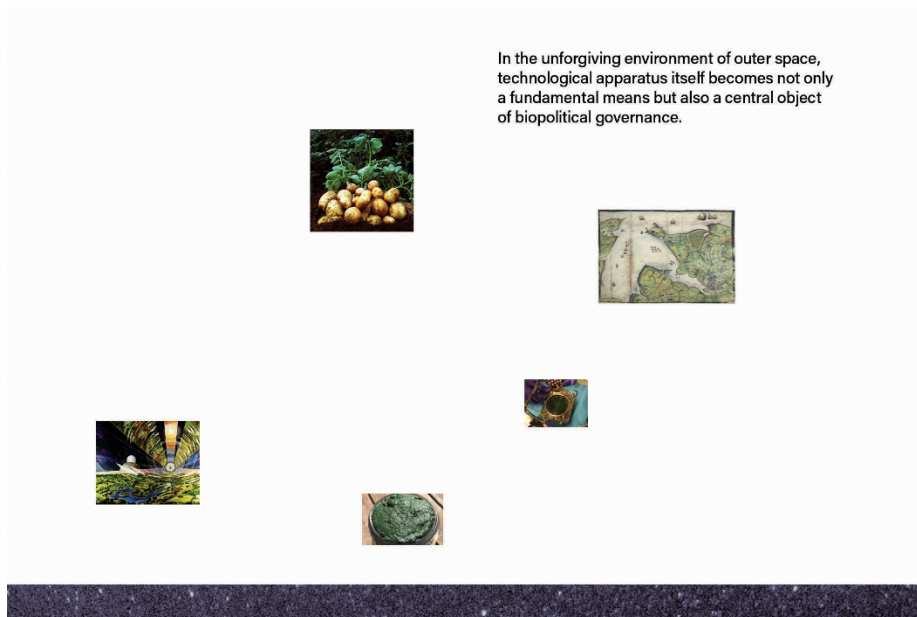 In the unforgiving environment of outer space,
technological apparatus itself becomes not only
a fundamental means but also a central object
of biopolitical governance.